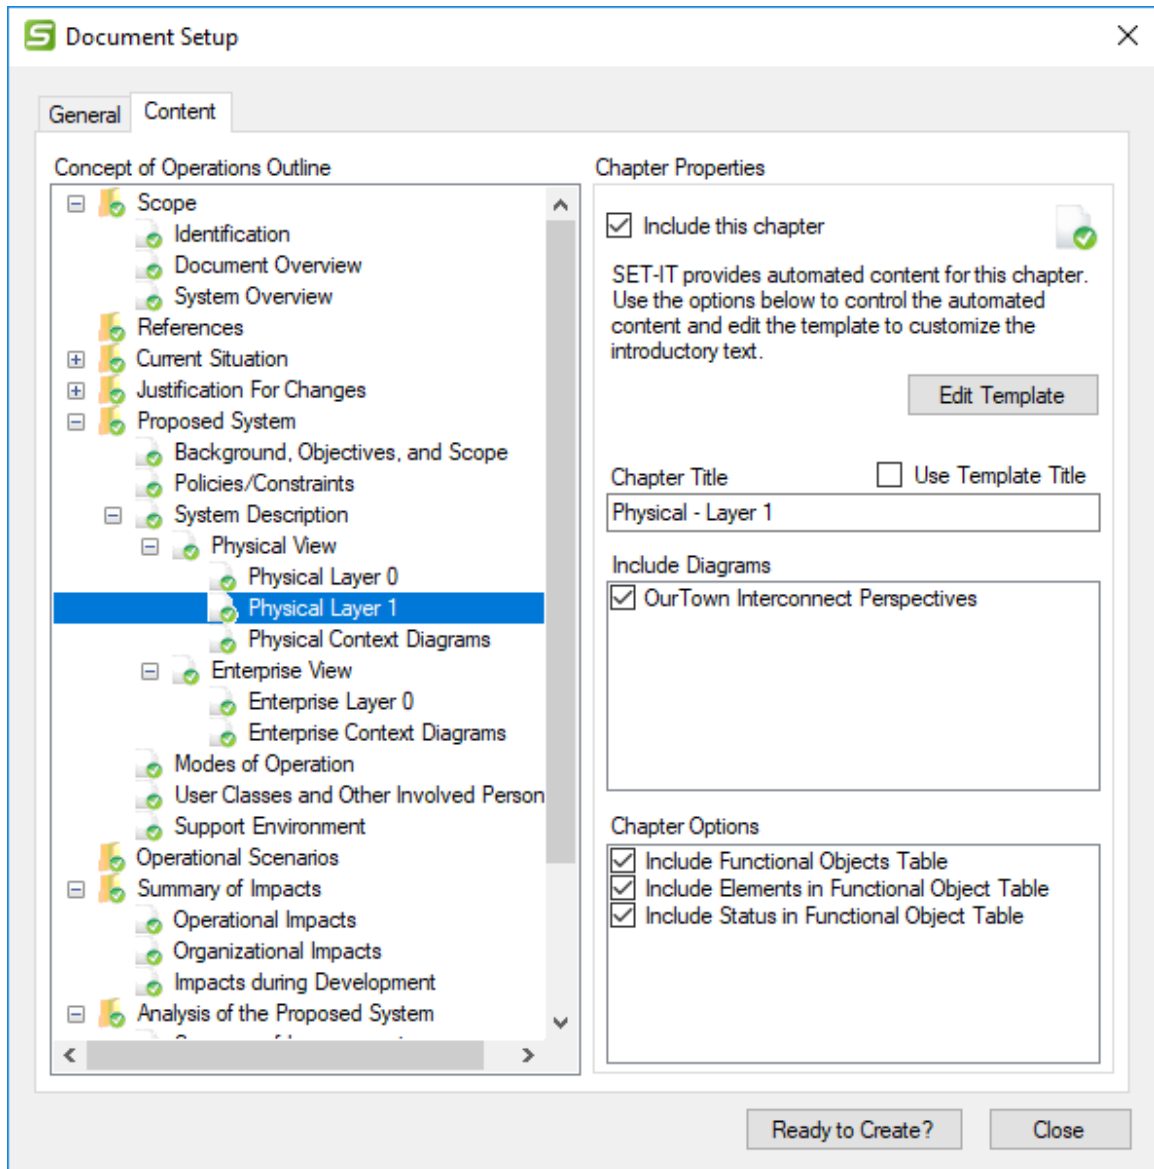 Document Setup
General
Content
Concept of Operations Outline
Scope
Identification
Document Overview
System Overview
References
Current Situation
Justification For Changes
Proposed System
Background, Objectives, and Scope
Policies/Constraints
System Description
Physical View
Physical Layer 0
Physical Layer 1
Physical Context Diagrams
Enterprise View
Enterprise Layer 0
Enterprise Context Diagrams
Modes of Operation
User Classes and Other Involved Person
Support Environment
Operational Scenarios
Summary of Impacts
Operational Impacts
Organizational Impacts
Impacts during Development
Analysis of the Proposed System
Chapter Properties
Include this chapter
SET-IT provides automated content for this chapter.
Use the options below to control the automated
content and edit the template to customize the
introductory text.
Edit Template
Chapter Title
Use Template Title
Physical - Layer 1
Include Diagrams
OurTown Interconnect Perspectives
Chapter Options
Include Functional Objects Table
Include Elements in Functional Object Table
Include Status in Functional Object Table
Ready to Create?
Close